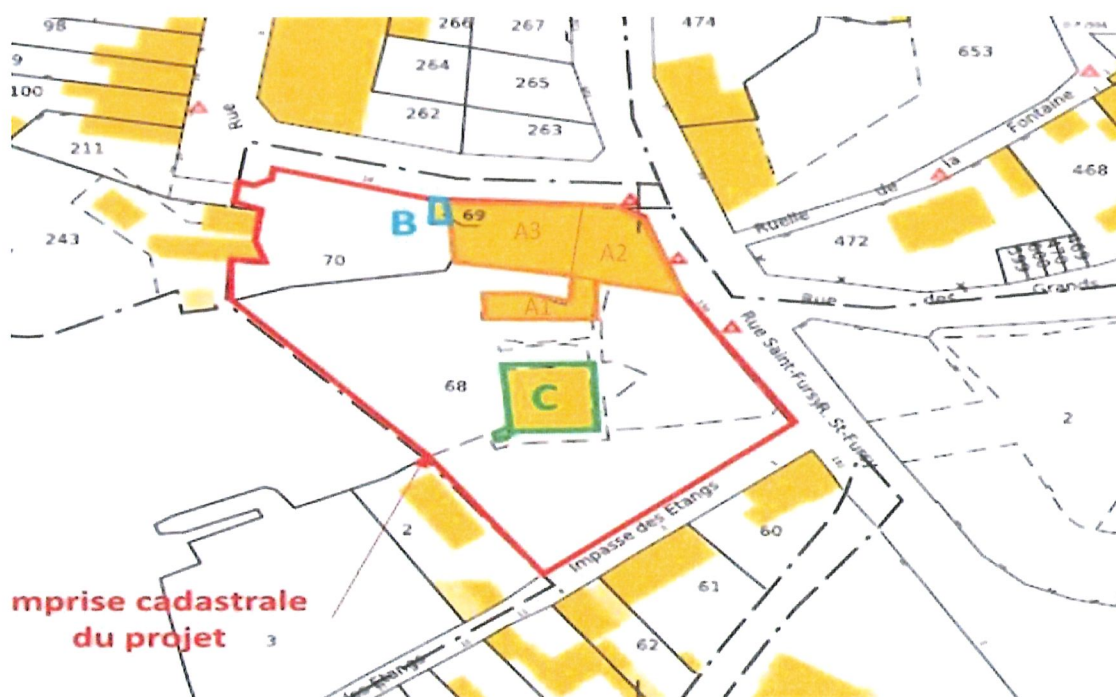 98
266
267
474
653
9
264
265
100
262
263
Rue
211
Fontaine
la
de
Ruelle
468
B
69
A3
A2
472
243
70
Rue
des
Grands
A1
Rue Saint-Fursy
R. St-Fursy
68
C
2
2
Impasse des Etangs
60
61
mprise cadastrale
du projet
3
62
des Etangs